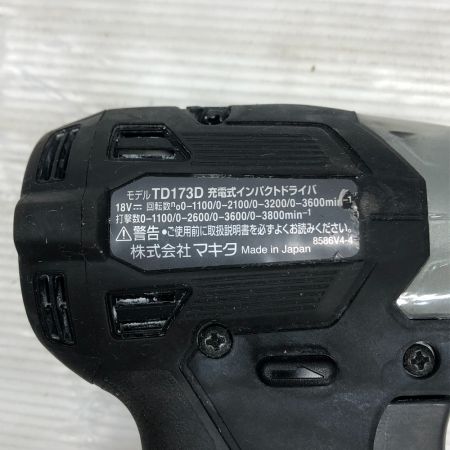 モデル TD173D 充電式インパクトドライバ
18V⎓ 回転数n₀0-1100/0-2100/0-3200/0-3600min⁻¹
打撃数0-1100/0-2600/0-3600/0-3800min⁻¹
⚠警告 •ご使用前に取扱説明書を必ずよくお読みください。
株式会社マキタ Made in Japan 8586V4-4